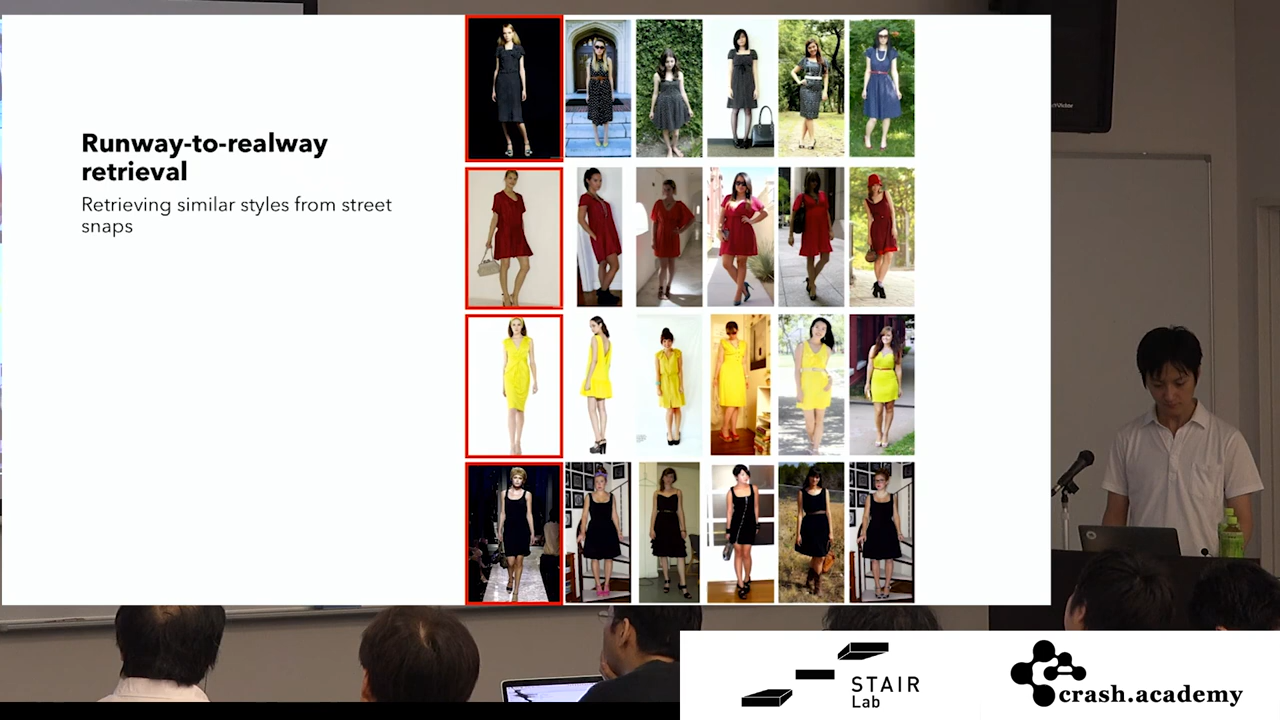 Runway-to-realway
retrieval
Retrieving similar styles from street
snaps
STAIR
Lab
crash.academy